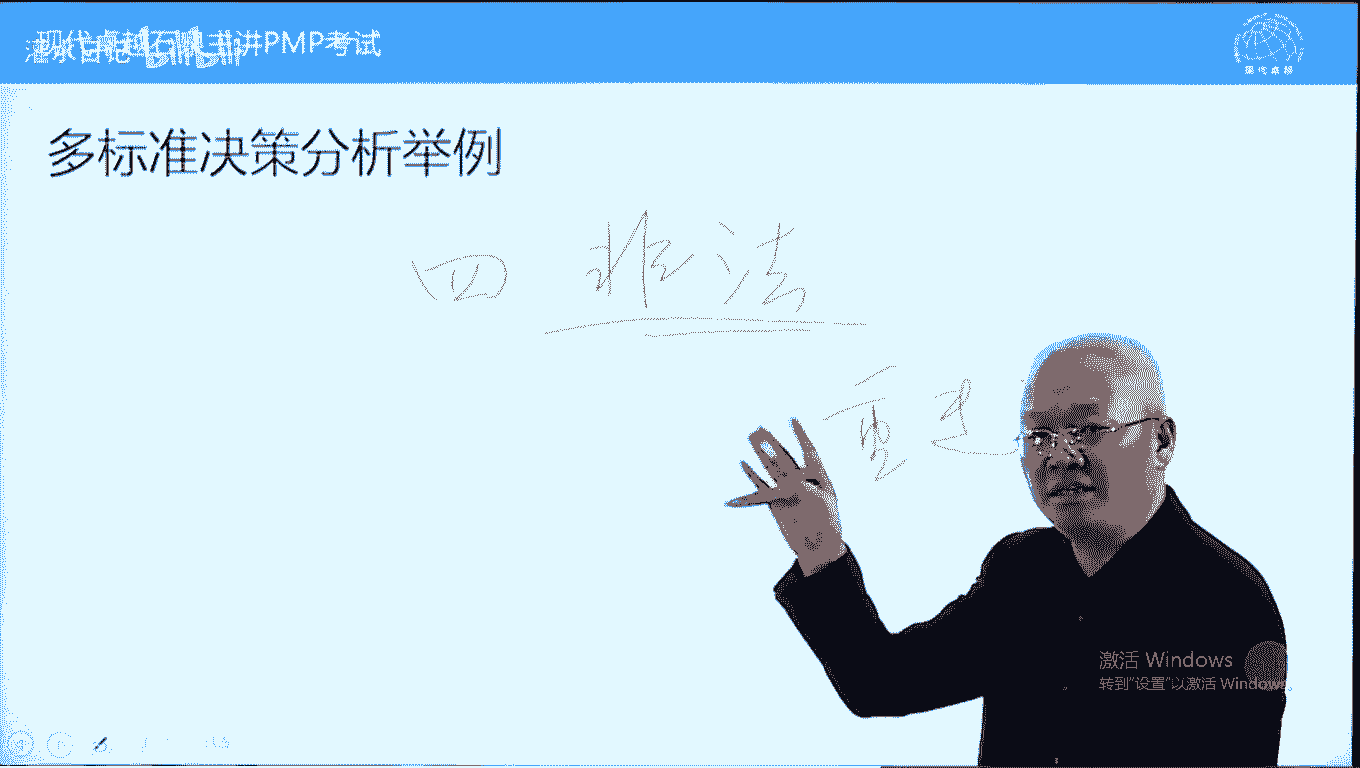 现代卓越石泉主讲PMP考试
bilibili
现代卓越
多标准决策分析举例
四 非法
重
激活 Windows
转到"设置"以激活 Windows。